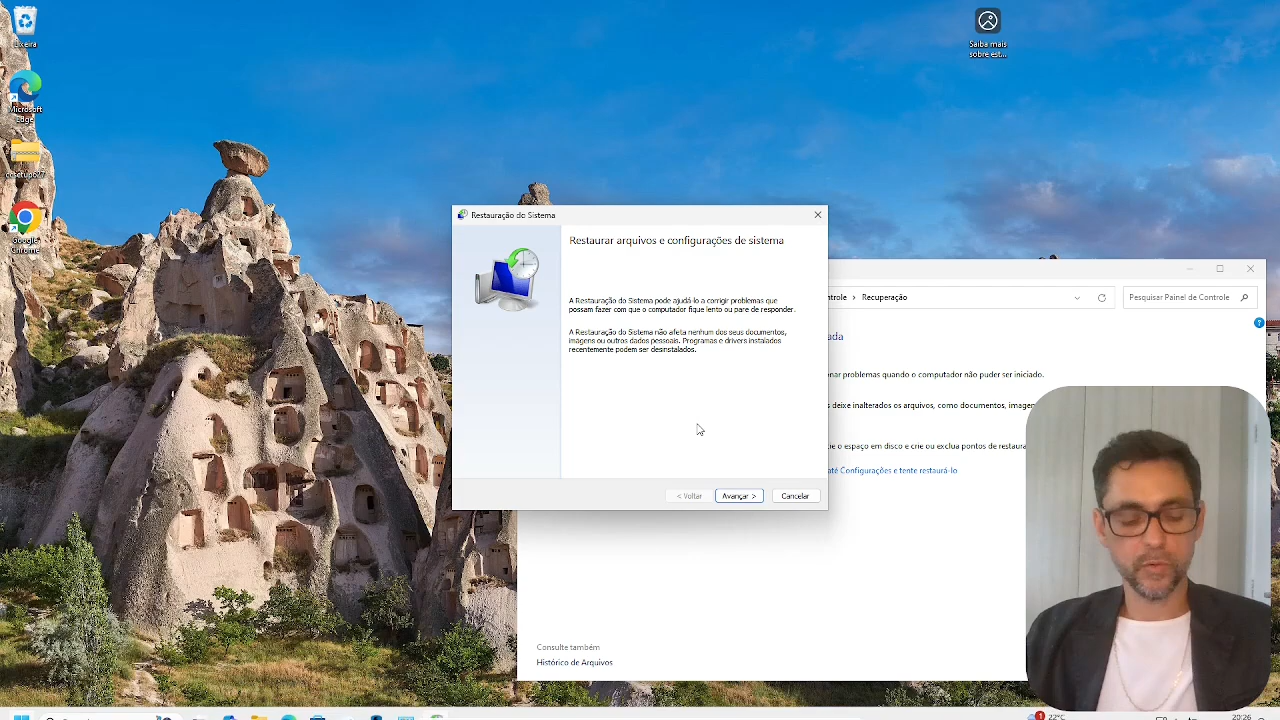 Lixeira
Microsoft
Edge
Google
Chrome
Saiba mais
sobre est...
Restauração do Sistema
Restaurar arquivos e configurações de sistema
A Restauração do Sistema pode ajudá-lo a corrigir problemas que
possam fazer com que o computador fique lento ou pare de responder.
A Restauração do Sistema não afeta nenhum dos seus documentos,
imagens ou outros dados pessoais. Programas e drivers instalados
recentemente podem ser desinstalados.
< Voltar
Avançar >
Cancelar
ntrole > Recuperação
Pesquisar Painel de Controle
ada
nar problemas quando o computador não puder ser iniciado.
s deixe inalterados os arquivos, como documentos, imagen
ie o espaço em disco e crie ou exclua pontos de restaura
até Configurações e tente restaurá-lo
Consulte também
Histórico de Arquivos
1
22°C
20:26